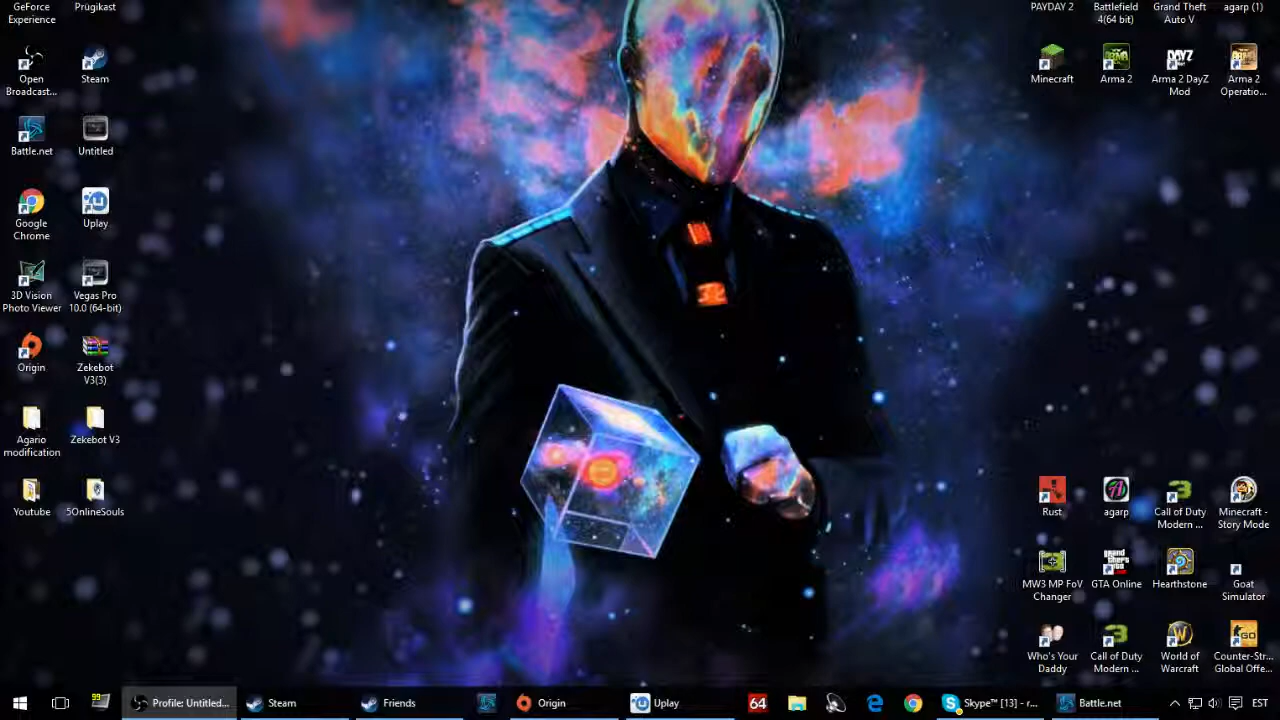 GeForce
Experience
Prügikast
PAYDAY 2
Battlefield
4(64 bit)
Grand Theft
Auto V
agarp (1)
Open
Broadcast...
Steam
Minecraft
Arma 2
DAYZ
Arma 2 DayZ
Mod
Arma 2
Operatio...
Battle.net
Untitled
Google
Chrome
Uplay
3D Vision
Photo Viewer
Vegas Pro
10.0 (64-bit)
Origin
Zekebot
V3(3)
Agario
modification
Zekebot V3
Youtube
5OnlineSouls
Rust
agarp
Call of Duty
Modern ...
Minecraft -
Story Mode
MW3 MP FoV
Changer
GTA Online
Hearthstone
Goat
Simulator
Who's Your
Daddy
Call of Duty
Modern ...
World of
Warcraft
Counter-Str...
Global Offe...
99
Profile: Untitled...
Steam
Friends
Origin
Uplay
64
Skype™ [13] - r...
Battle.net
EST